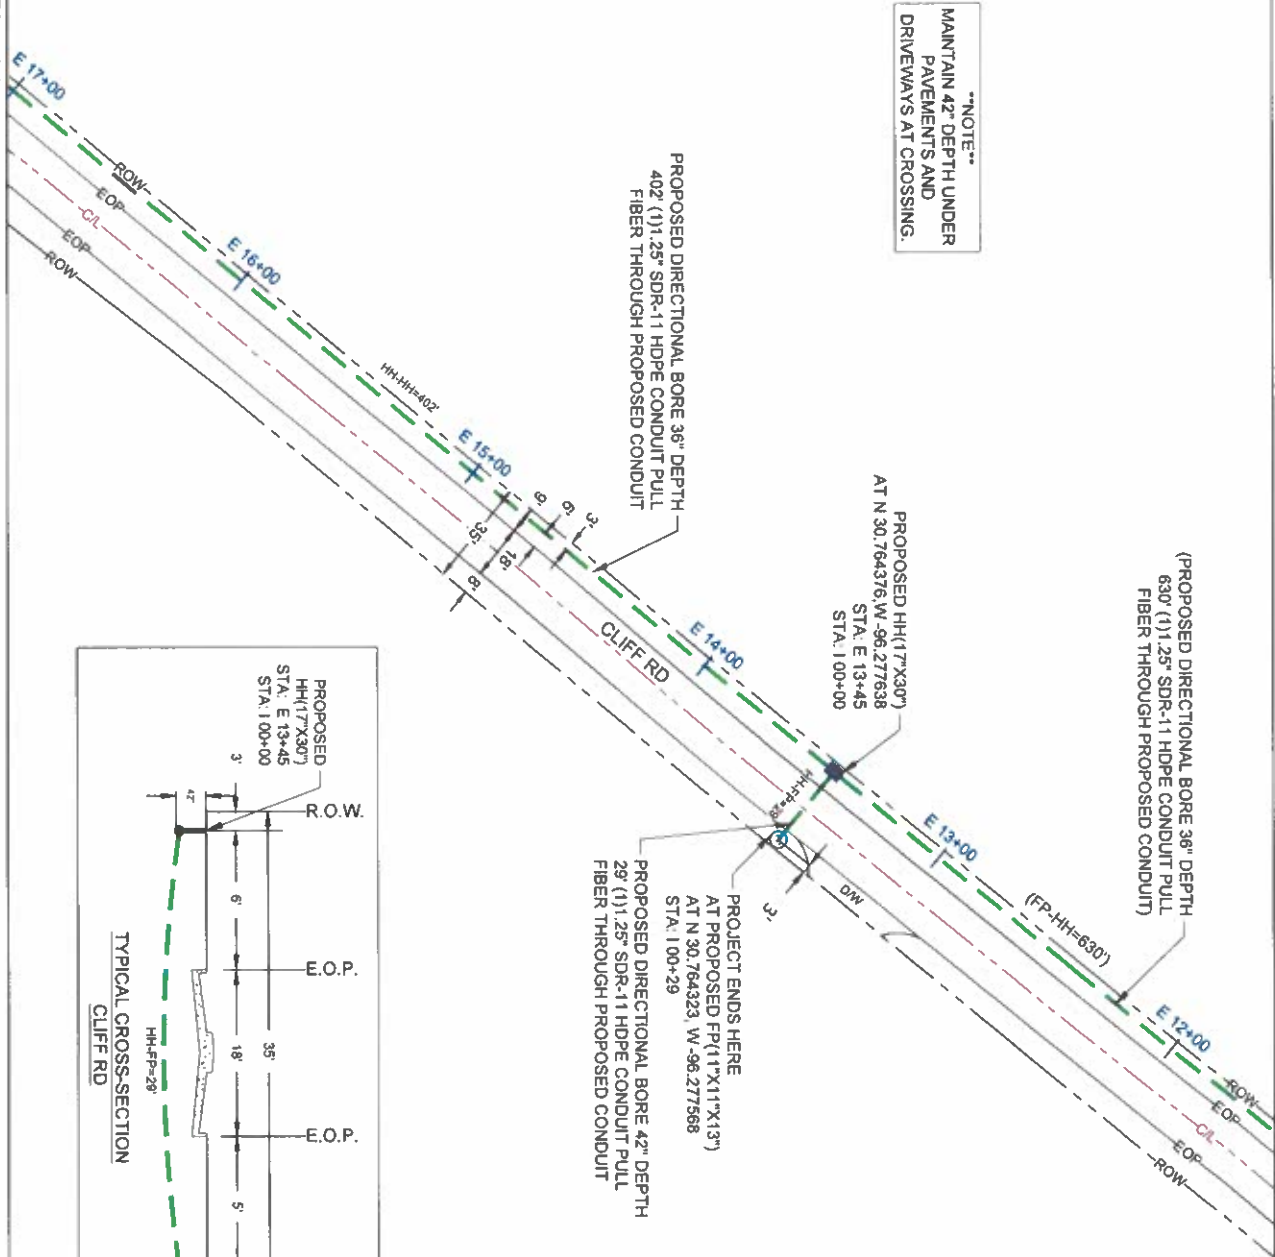 **NOTE**
MAINTAIN 42" DEPTH UNDER
PAVEMENTS AND
DRIVEWAYS AT CROSSING.
(PROPOSED DIRECTIONAL BORE 36" DEPTH
630' (1)1.25" SDR-11 HDPE CONDUIT PULL
FIBER THROUGH PROPOSED CONDUIT)
PROPOSED HH(17"X30")
AT N 30.764376,W -96.277638
STA: E 13+45
STA: I 00+00
PROPOSED DIRECTIONAL BORE 36" DEPTH
402' (1)1.25" SDR-11 HDPE CONDUIT PULL
FIBER THROUGH PROPOSED CONDUIT
E 17+00
E 16+00
E 15+00
E 14+00
E 13+00
E 12+00
ROW
EOP
C/L
EOP
ROW
HH-HH=402'
3'
6'
9'
18'
35'
8'
CLIFF RD
HH-FP=29'
3'
D/W
(FP-HH=630')
ROW
EOP
C/L
EOP
ROW
PROJECT ENDS HERE
AT PROPOSED FP(11"X11"X13")
AT N 30.764323, W -96.277568
STA: I 00+29
PROPOSED DIRECTIONAL BORE 42" DEPTH
29' (1)1.25" SDR-11 HDPE CONDUIT PULL
FIBER THROUGH PROPOSED CONDUIT
PROPOSED
HH(17"X30")
STA: E 13+45
STA: I 00+00
R.O.W.
E.O.P.
E.O.P.
35'
3'
6'
18'
5'
42"
HH-FP=29'
TYPICAL CROSS-SECTION
CLIFF RD